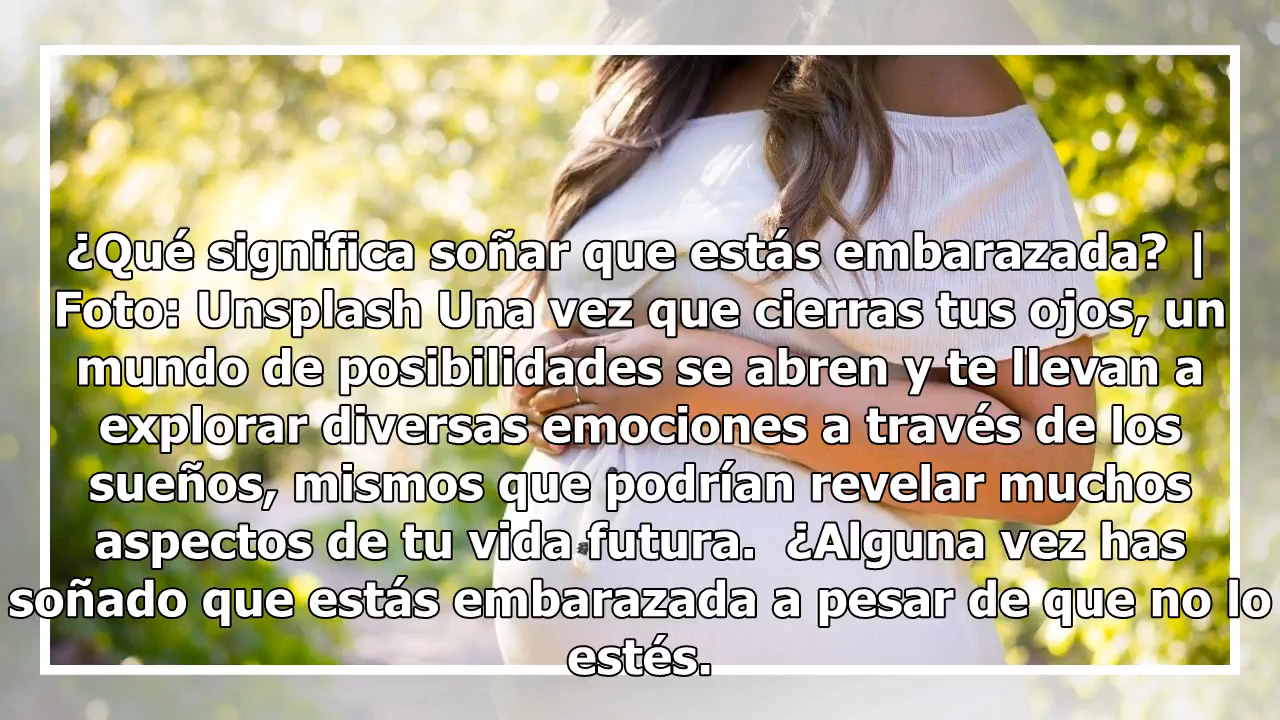 ¿Qué significa soñar que estás embarazada? |
Foto: Unsplash Una vez que cierras tus ojos, un
mundo de posibilidades se abren y te llevan a
explorar diversas emociones a través de los
sueños, mismos que podrían revelar muchos
aspectos de tu vida futura.  ¿Alguna vez has
soñado que estás embarazada a pesar de que no lo
estés.